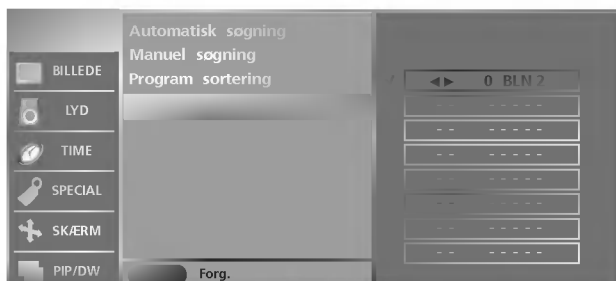 Automatisk søgning
Manuel søgning
Program sortering
BILLEDE
LYD
TIME
SPECIAL
SKÆRM
PIP/DW
Forg.
◀▶ 0 BLN 2
- - - - - - -
- - - - - - -
- - - - - - -
- - - - - - -
- - - - - - -
- - - - - - -
- - - - - - -